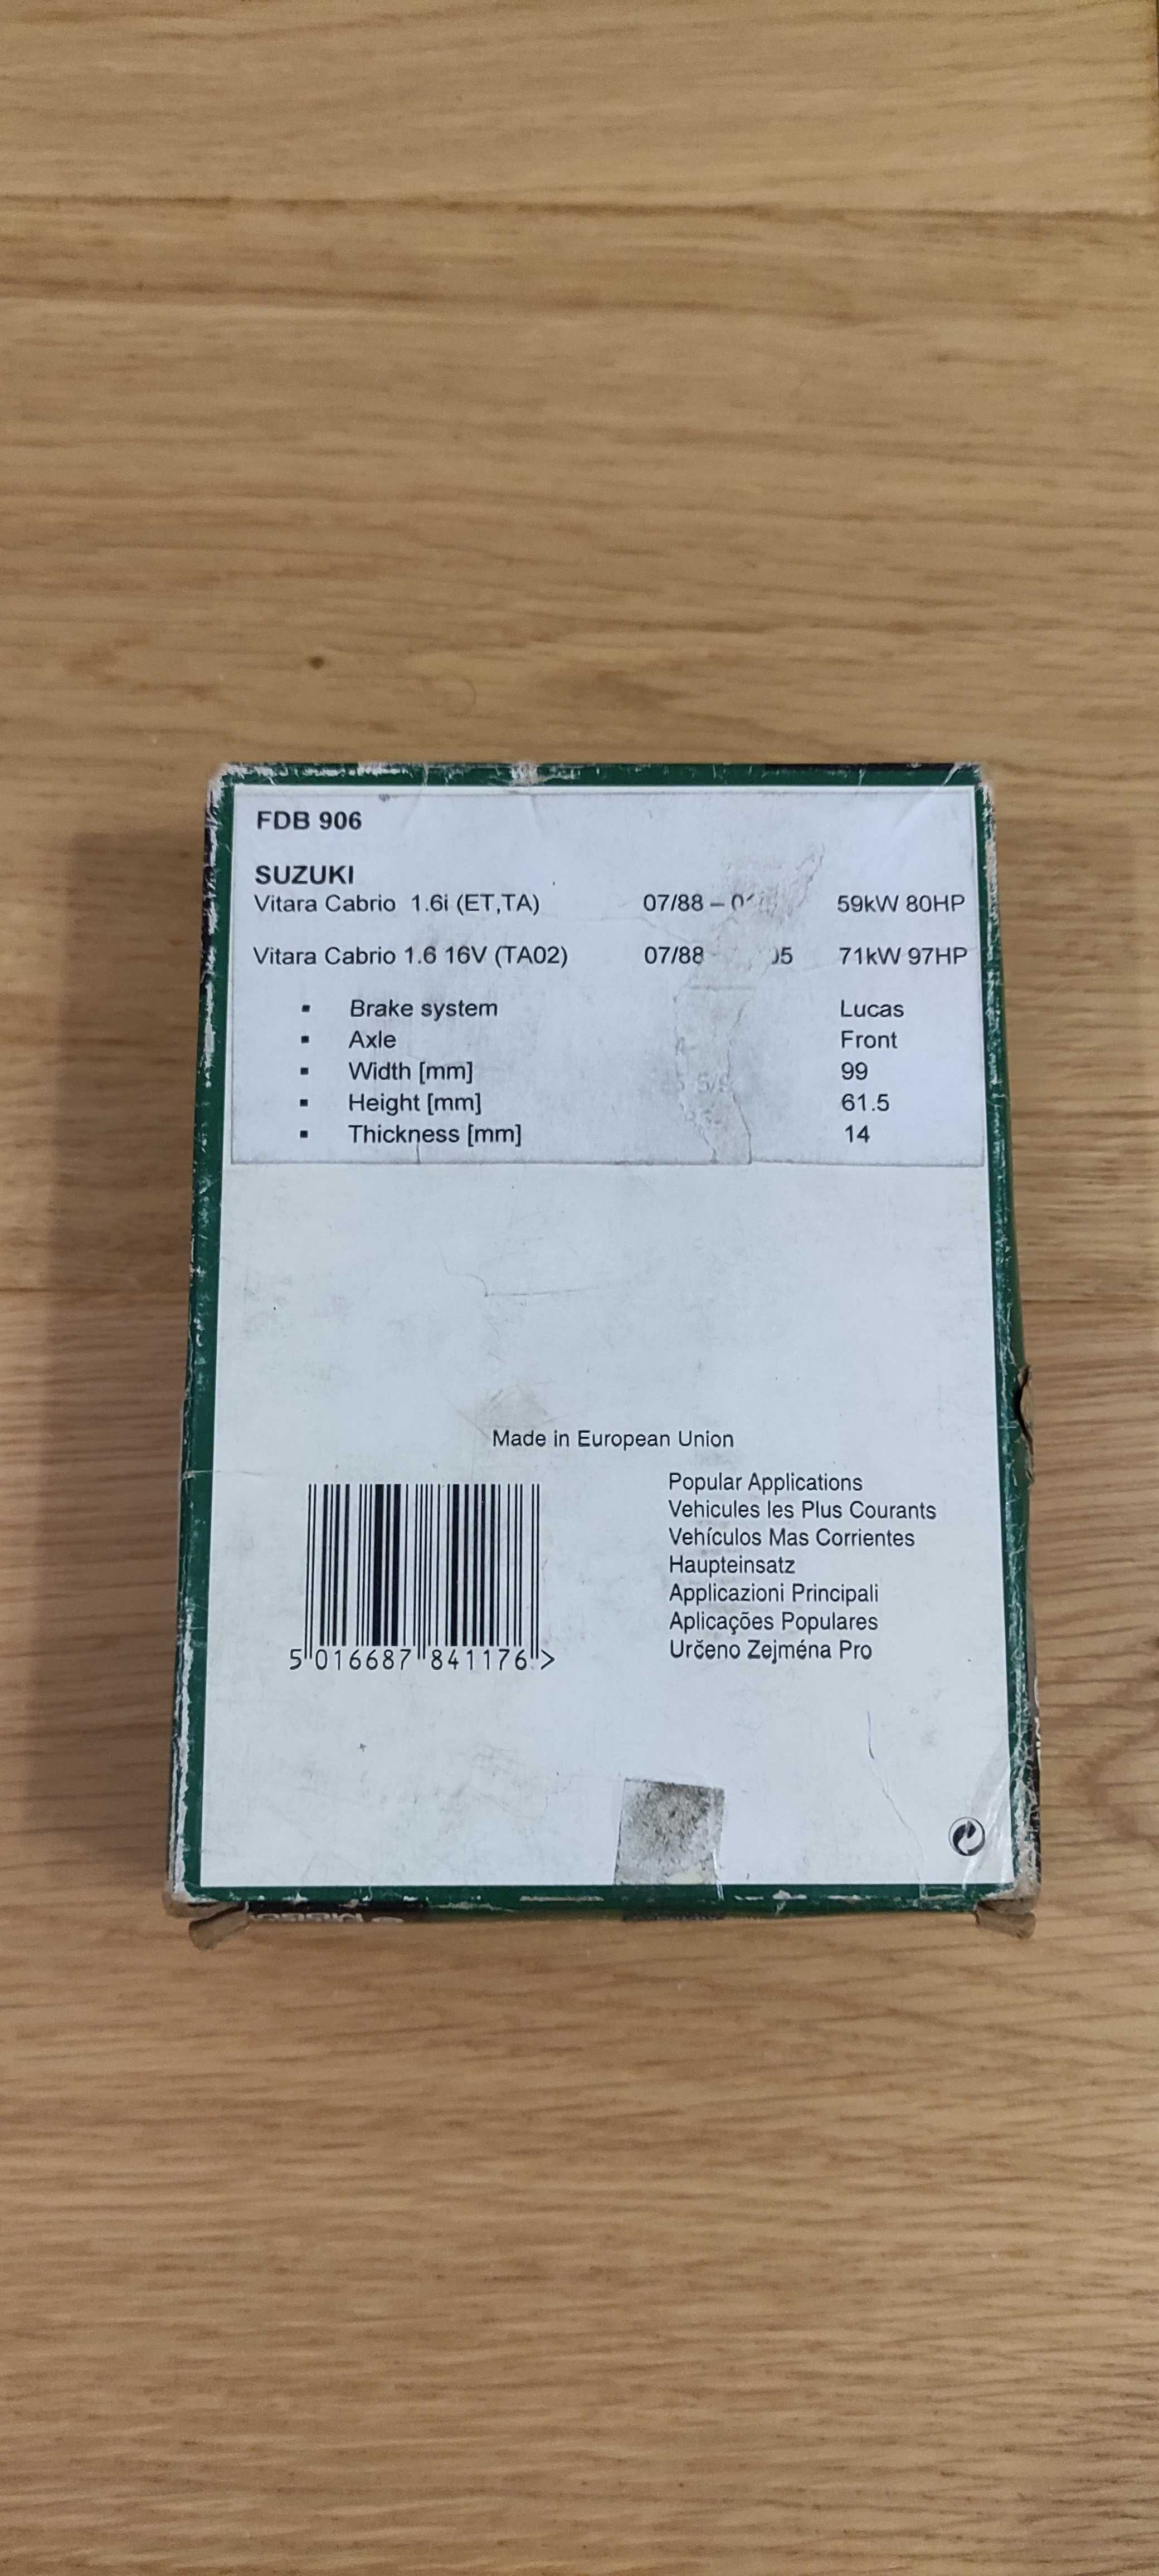 FDB 906
SUZUKI
Vitara Cabrio 1.6i (ET,TA) 07/88 – 59kW 80HP
Vitara Cabrio 1.6 16V (TA02) 07/88 71kW 97HP
▪ Brake system Lucas
▪ Axle Front
▪ Width [mm] 99
▪ Height [mm] 61.5
▪ Thickness [mm] 14
Made in European Union
Popular Applications
Vehicules les Plus Courants
Vehículos Mas Corrientes
Haupteinsatz
Applicazioni Principali
Aplicações Populares
Určeno Zejména Pro
5 016687 841176 >